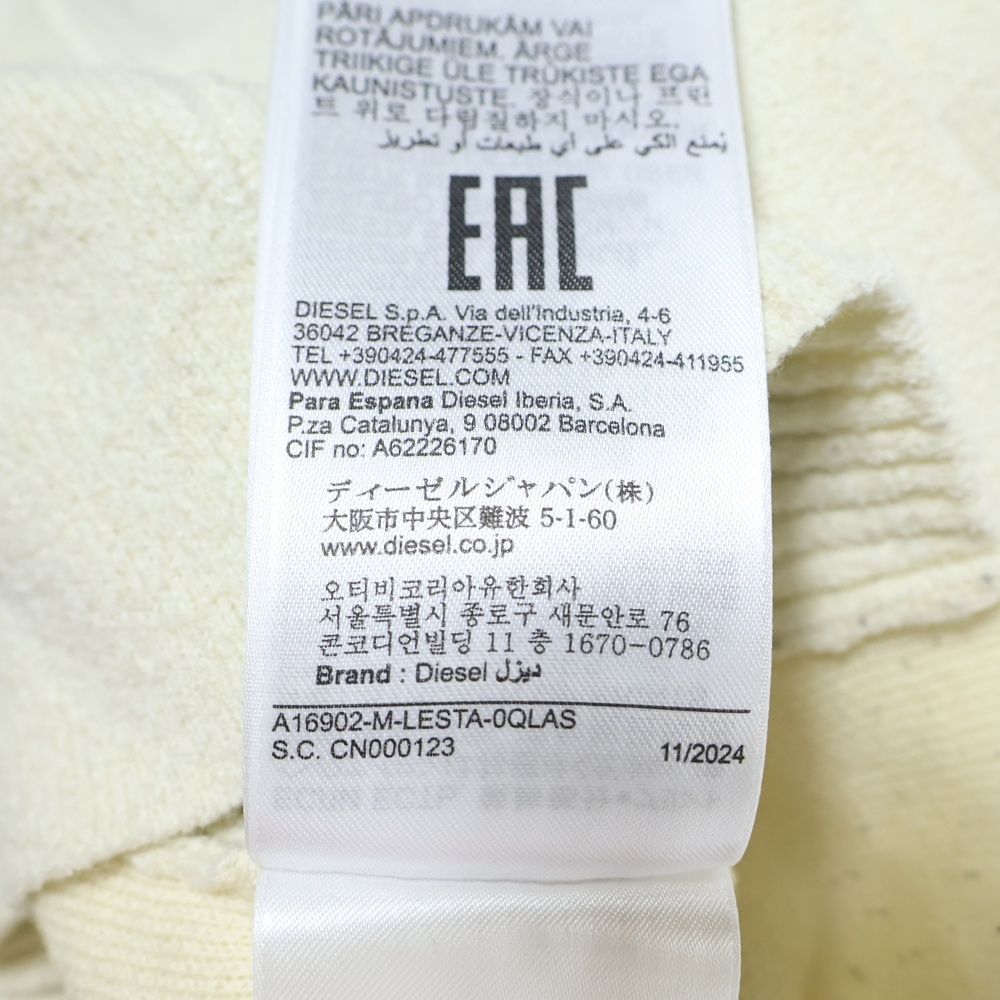 PĀRI APDRUKĀM VAI
ROTĀJUMIEM. ÄRGE
TRIIKIGE ÜLE TRÜKISTE EGA
KAUNISTUSTE. 장식이나 프린
트 위로 다림질하지 마시오.
يُمنع الكي على أي طبعات أو تطريز
EAC
DIESEL S.p.A. Via dell'Industria, 4-6
36042 BREGANZE-VICENZA-ITALY
TEL +390424-477555 - FAX +390424-411955
WWW.DIESEL.COM
Para Espana Diesel Iberia, S.A.
P.za Catalunya, 9 08002 Barcelona
CIF no: A62226170
ディーゼルジャパン(株)
大阪市中央区難波 5-1-60
www.diesel.co.jp
오티비코리아유한회사
서울특별시 종로구 새문안로 76
콘코디언빌딩 11 층 1670-0786
Brand : Diesel ديزل
A16902-M-LESTA-0QLAS
S.C. CN000123 11/2024